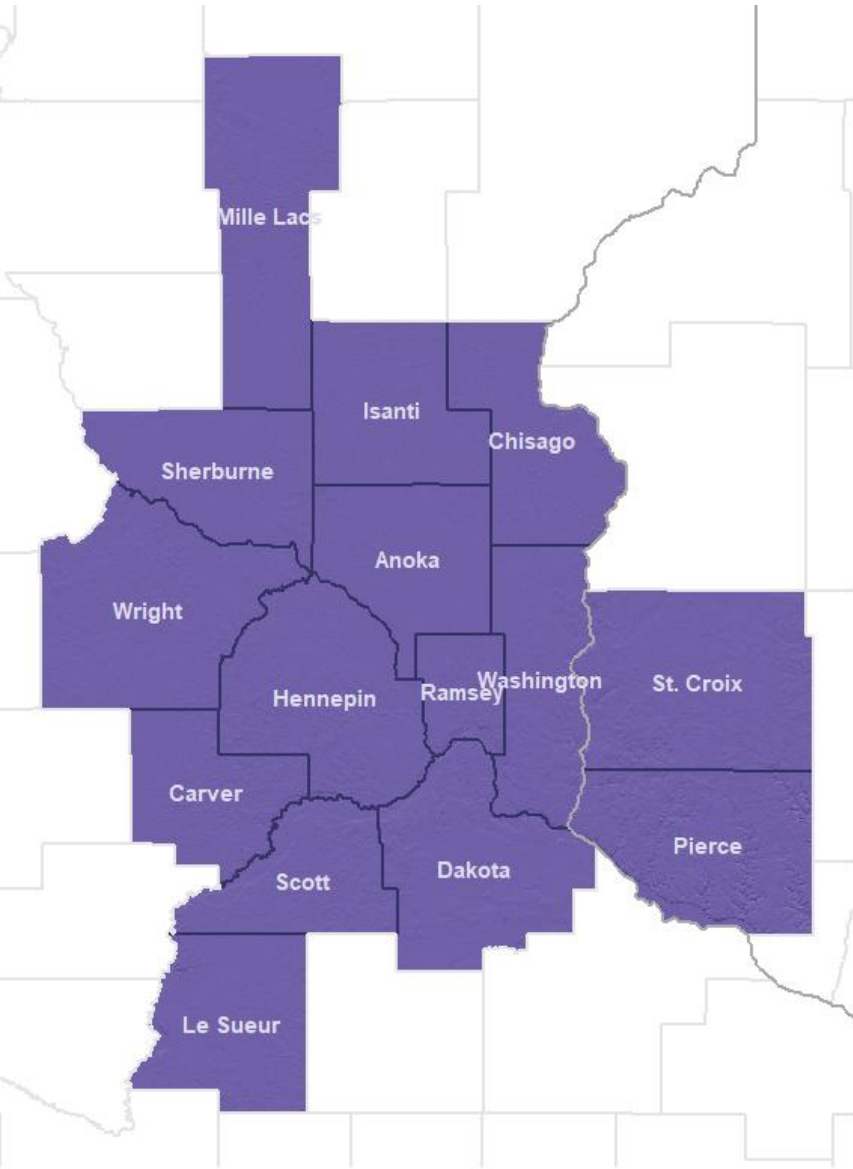 Mille Lacs
Isanti
Chisago
Sherburne
Anoka
Wright
Washington
St. Croix
Ramsey
Hennepin
Carver
Pierce
Dakota
Scott
Le Sueur